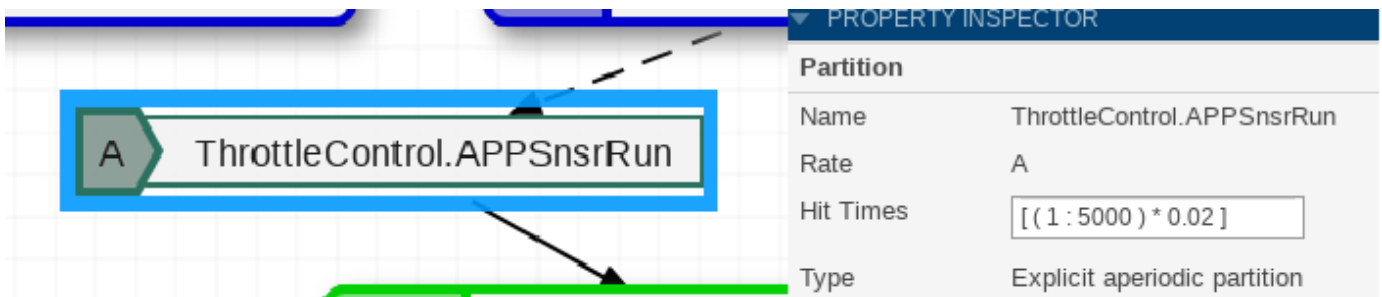 PROPERTY INSPECTOR
Partition
Name ThrottleControl.APPSnsrRun
Rate A
Hit Times [ ( 1 : 5000 ) * 0.02 ]
Type Explicit aperiodic partition
A ThrottleControl.APPSnsrRun